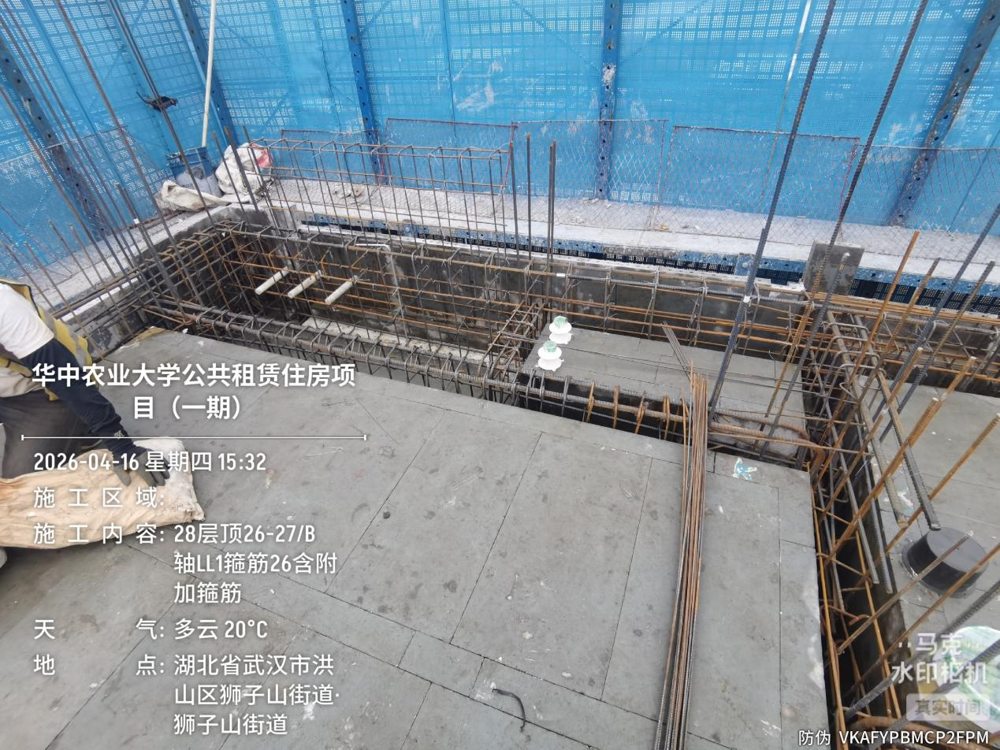 华中农业大学公共租赁住房项
目（一期）
2026-04-16 星期四 15:32
施工区域:
施工内容: 28层顶26-27/B
轴LL1箍筋26含附
加箍筋
天气: 多云 20°C
地点: 湖北省武汉市洪
山区狮子山街道·
狮子山街道
马克
水印相机
真实时间
防伪 VKAFYPBMCP2FPM